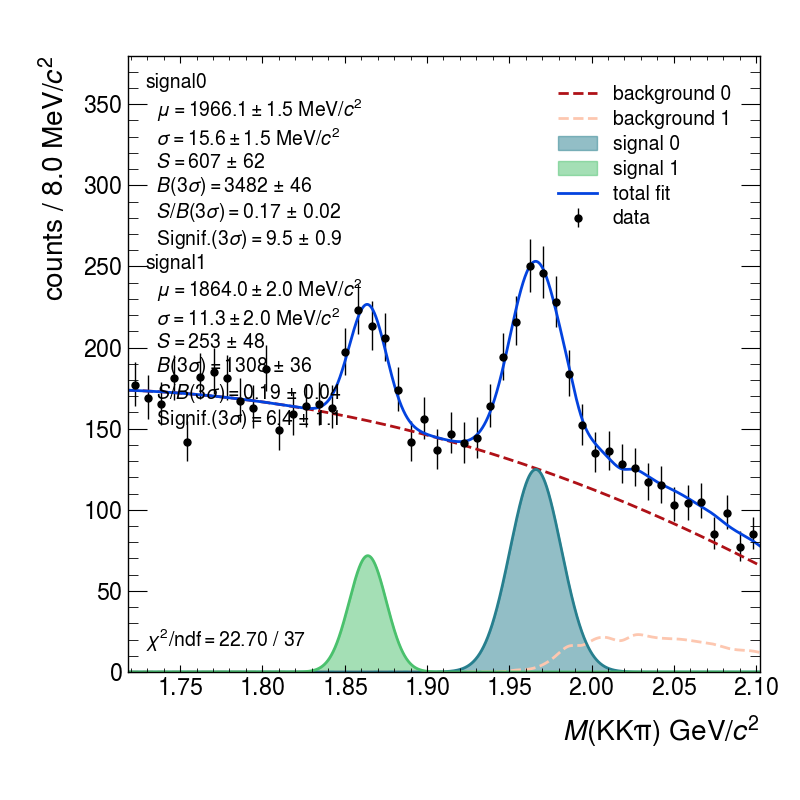 signal0
μ = 1966.1 ± 1.5 MeV/c²
σ = 15.6 ± 1.5 MeV/c²
S = 607 ± 62
B(3σ) = 3482 ± 46
S/B(3σ) = 0.17 ± 0.02
Signif.(3σ) = 9.5 ± 0.9
signal1
μ = 1864.0 ± 2.0 MeV/c²
σ = 11.3 ± 2.0 MeV/c²
S = 253 ± 48
B(3σ) = 1308 ± 36
S/B(3σ) = 0.19 ± 0.04
Signif.(3σ) = 6.4 ±
background 0
background 1
signal 0
signal 1
total fit
data
χ²/ndf = 22.70 / 37
counts / 8.0 MeV/c²
350
300
250
200
150
100
50
0
1.75
1.80
1.85
1.90
1.95
2.00
2.05
2.10
M(KKπ) GeV/c²